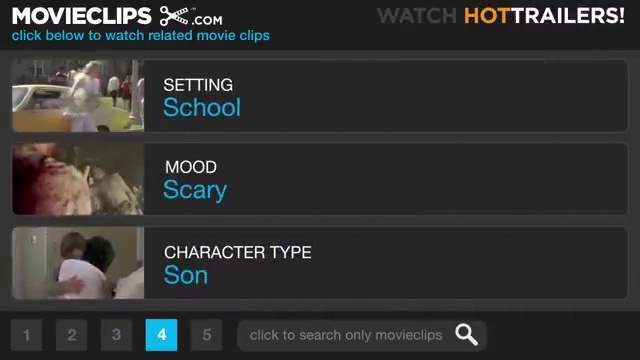 MOVIECLIPS .COM
WATCH HOTTRAILERS!
click below to watch related movie clips
SETTING
School
MOOD
Scary
CHARACTER TYPE
Son
1 2 3 4 5
click to search only movieclips